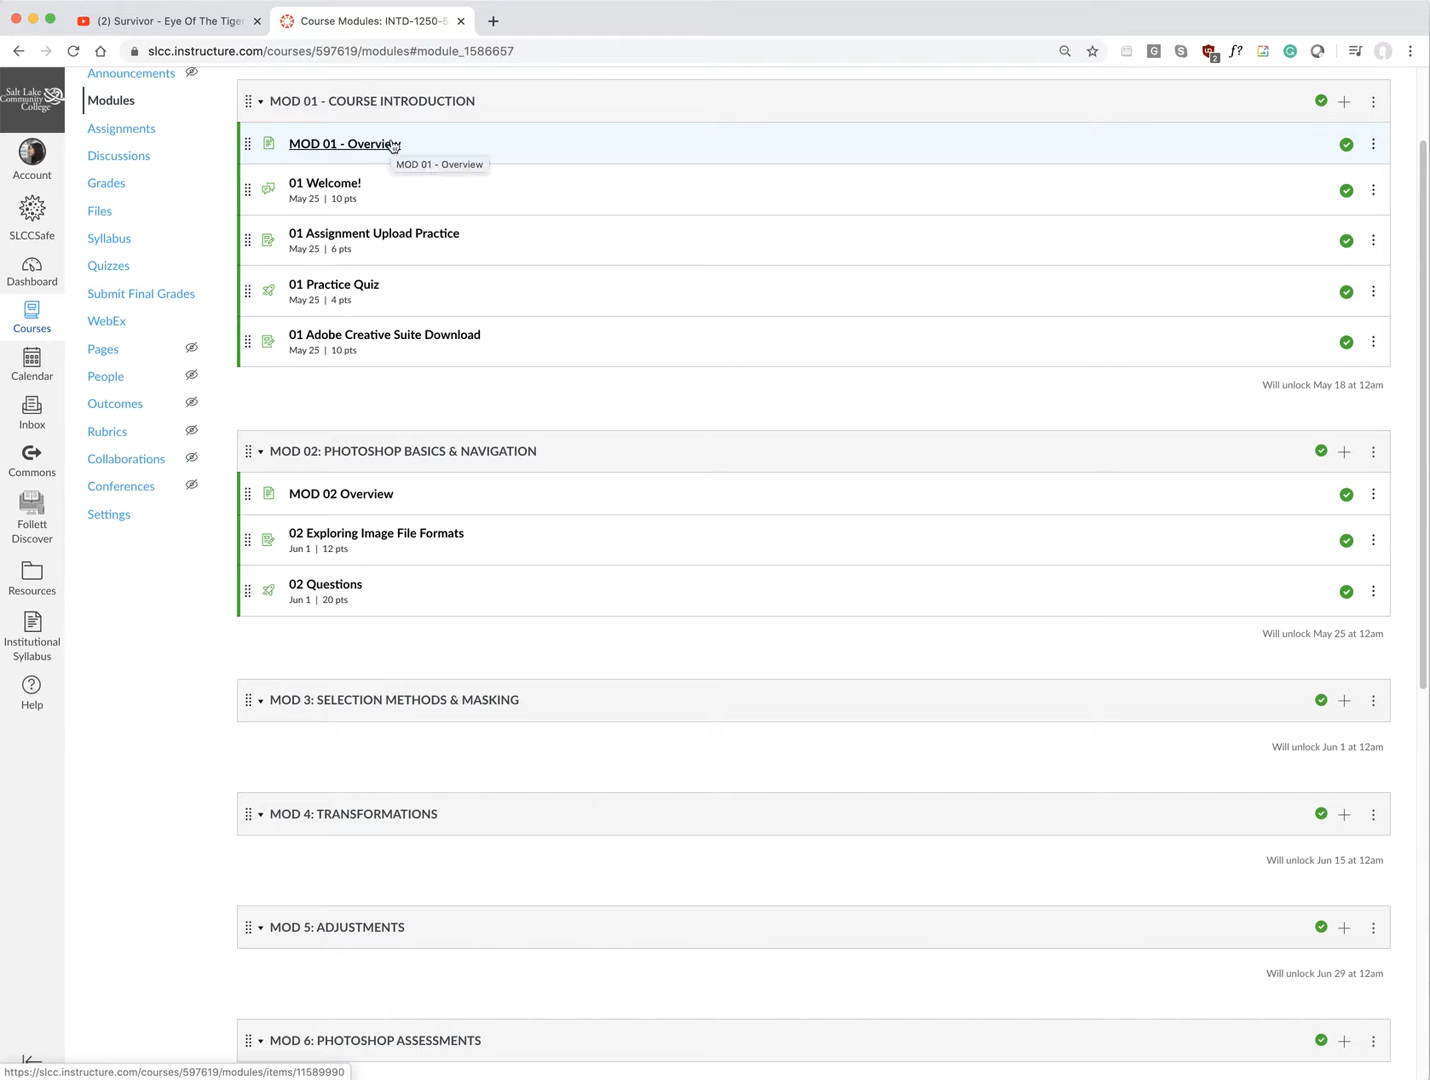 (2) Survivor - Eye Of The Tige
Course Modules: INTD-1250-5
slcc.instructure.com/courses/597619/modules#module_1586657
G
S
2
f?
G
Salt Lake
Community
College
Account
SLCCSafe
Dashboard
Courses
Calendar
Inbox
Commons
Follett
Discover
Resources
Institutional
Syllabus
Help
Announcements
Modules
Assignments
Discussions
Grades
Files
Syllabus
Quizzes
Submit Final Grades
WebEx
Pages
People
Outcomes
Rubrics
Collaborations
Conferences
Settings
MOD 01 - COURSE INTRODUCTION
MOD 01 - Overview
MOD 01 - Overview
01 Welcome!
May 25 | 10 pts
01 Assignment Upload Practice
May 25 | 6 pts
01 Practice Quiz
May 25 | 4 pts
01 Adobe Creative Suite Download
May 25 | 10 pts
Will unlock May 18 at 12am
MOD 02: PHOTOSHOP BASICS & NAVIGATION
MOD 02 Overview
02 Exploring Image File Formats
Jun 1 | 12 pts
02 Questions
Jun 1 | 20 pts
Will unlock May 25 at 12am
MOD 3: SELECTION METHODS & MASKING
Will unlock Jun 1 at 12am
MOD 4: TRANSFORMATIONS
Will unlock Jun 15 at 12am
MOD 5: ADJUSTMENTS
Will unlock Jun 29 at 12am
MOD 6: PHOTOSHOP ASSESSMENTS
https://slcc.instructure.com/courses/597619/modules/items/11589990